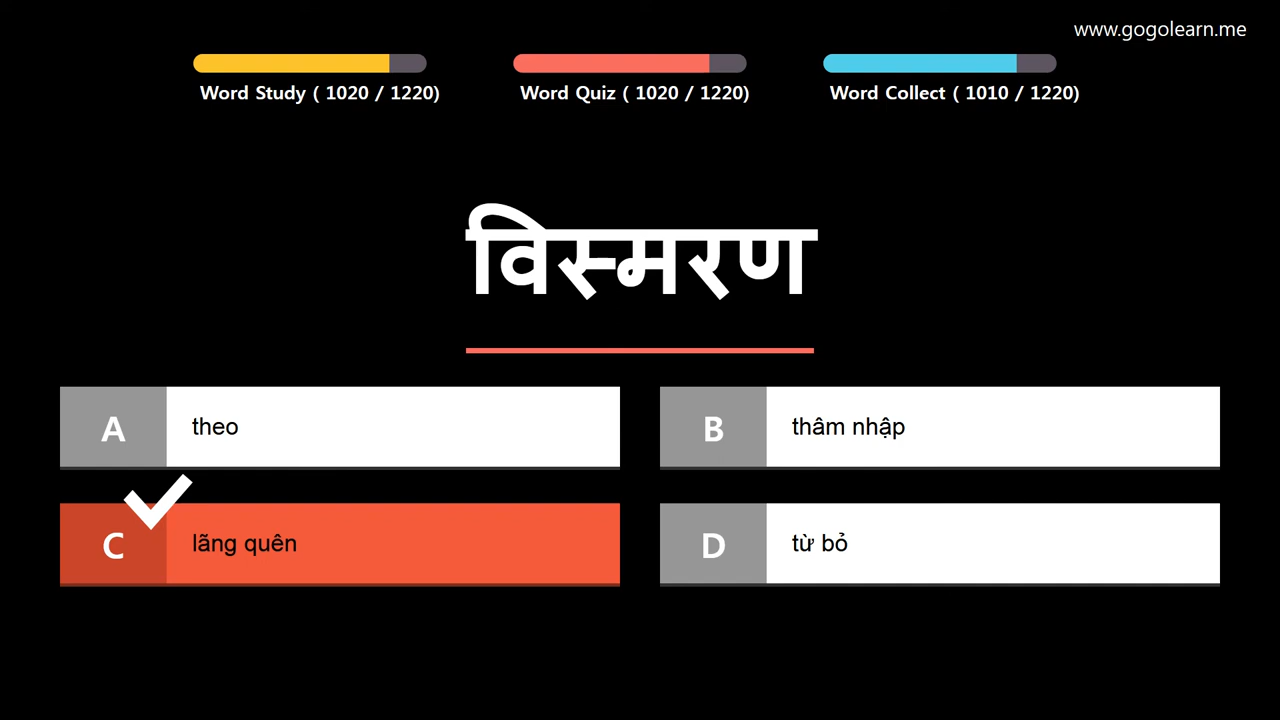 www.gogolearn.me
Word Study ( 1020 / 1220)
Word Quiz ( 1020 / 1220)
Word Collect ( 1010 / 1220)
विस्मरण
A theo
B thâm nhập
C lãng quên
D từ bỏ